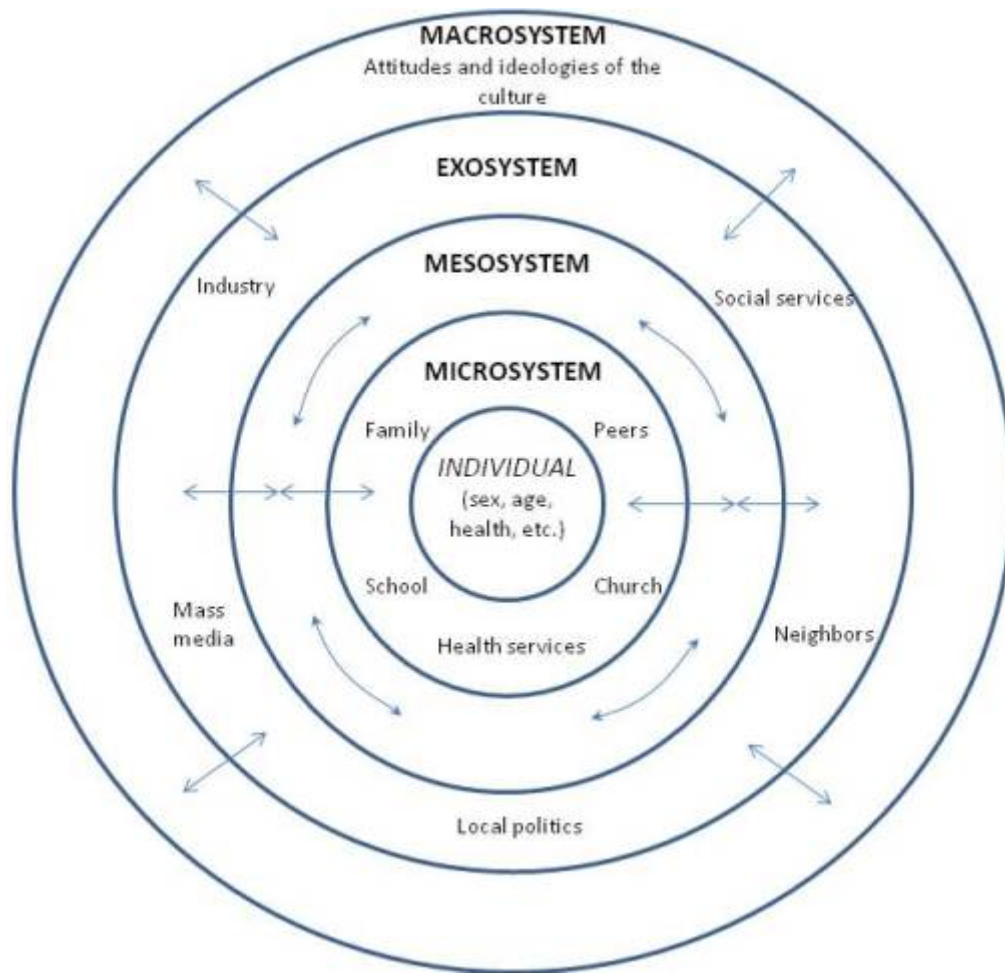 MACROSYSTEM
Attitudes and ideologies of the
culture
EXOSYSTEM
MESOSYSTEM
Industry
Social services
MICROSYSTEM
Family
Peers
INDIVIDUAL
(sex, age,
health, etc.)
School
Church
Mass
media
Neighbors
Health services
Local politics